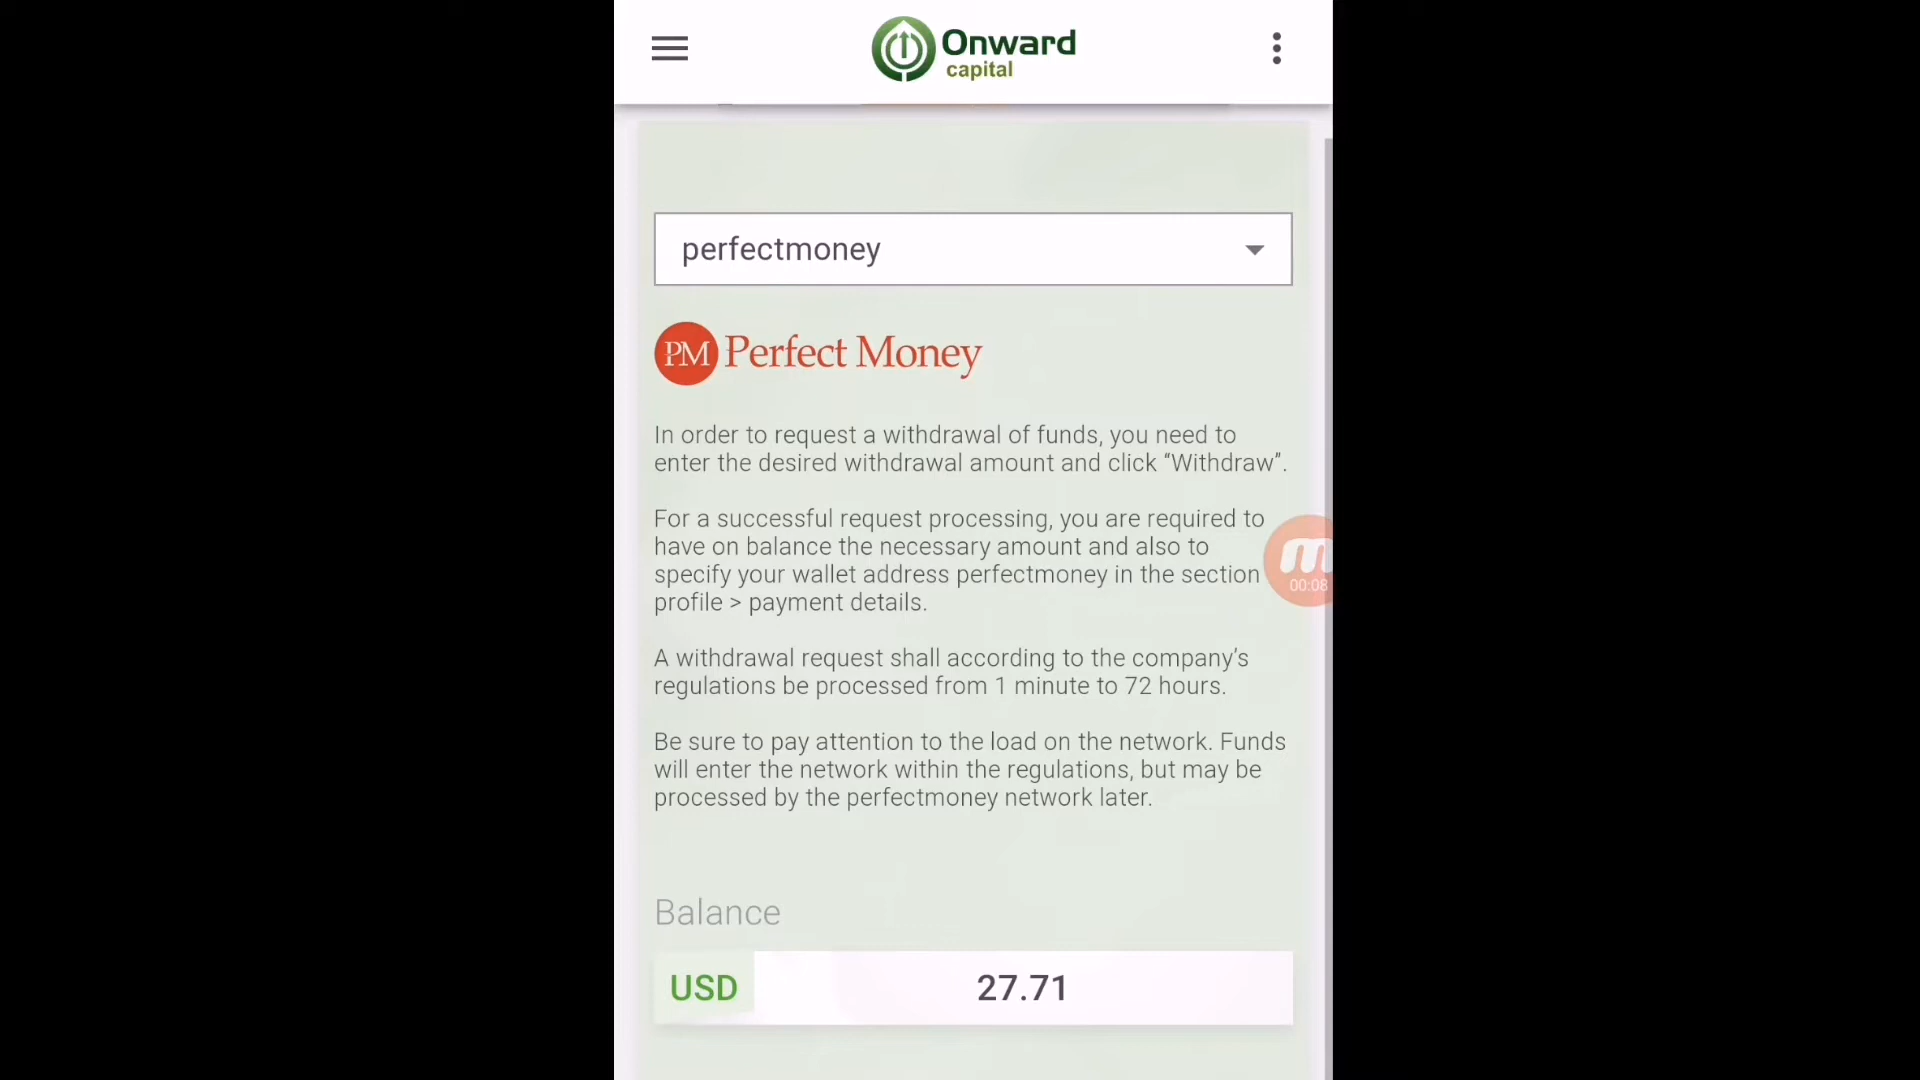 Onward
capital
perfectmoney
PM Perfect Money
In order to request a withdrawal of funds, you need to
enter the desired withdrawal amount and click “Withdraw”.
For a successful request processing, you are required to
have on balance the necessary amount and also to
specify your wallet address perfectmoney in the section
profile > payment details.
00:08
A withdrawal request shall according to the company’s
regulations be processed from 1 minute to 72 hours.
Be sure to pay attention to the load on the network. Funds
will enter the network within the regulations, but may be
processed by the perfectmoney network later.
Balance
USD 27.71